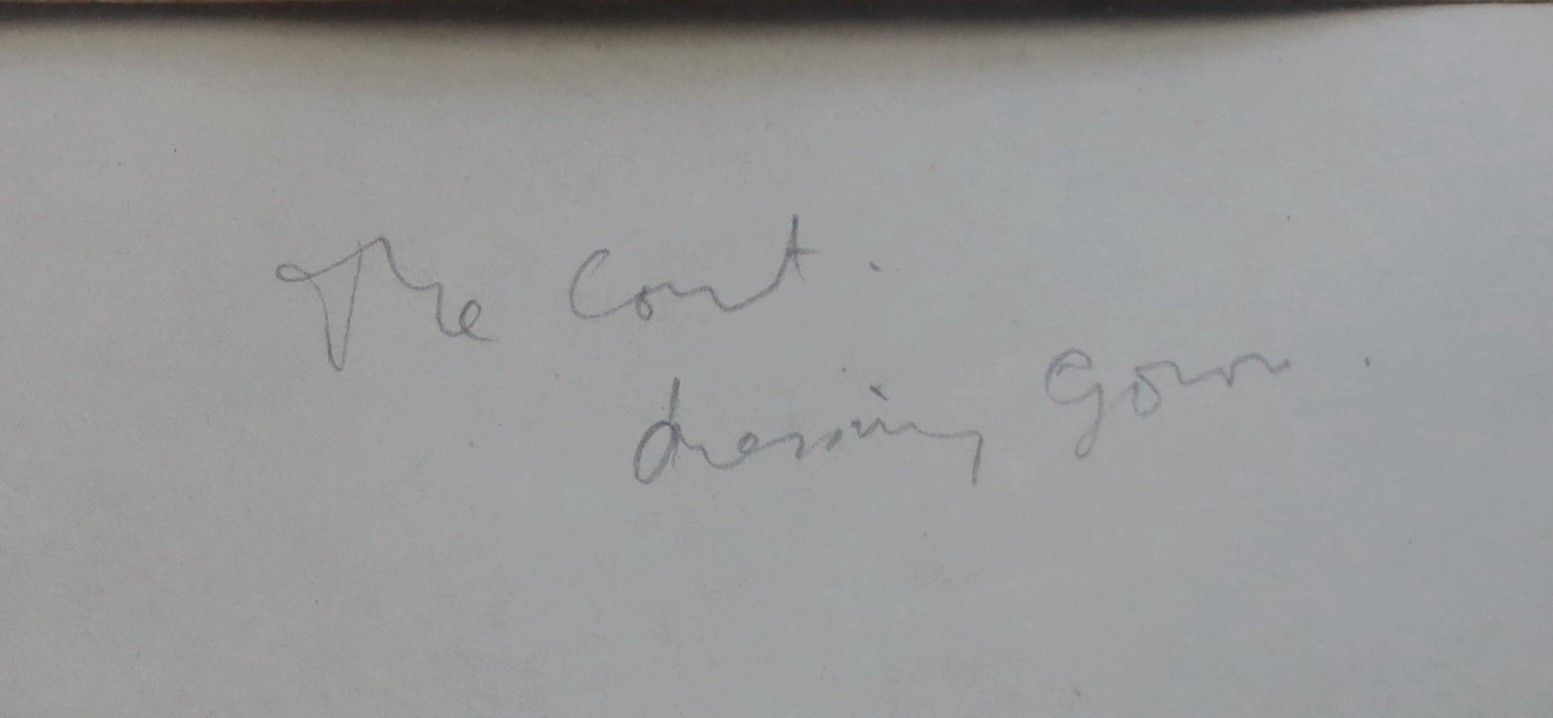 The Court.
dressing Gown.